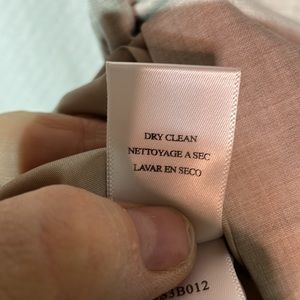 DRY CLEAN
NETTOYAGE A SEC
LAVAR EN SECO